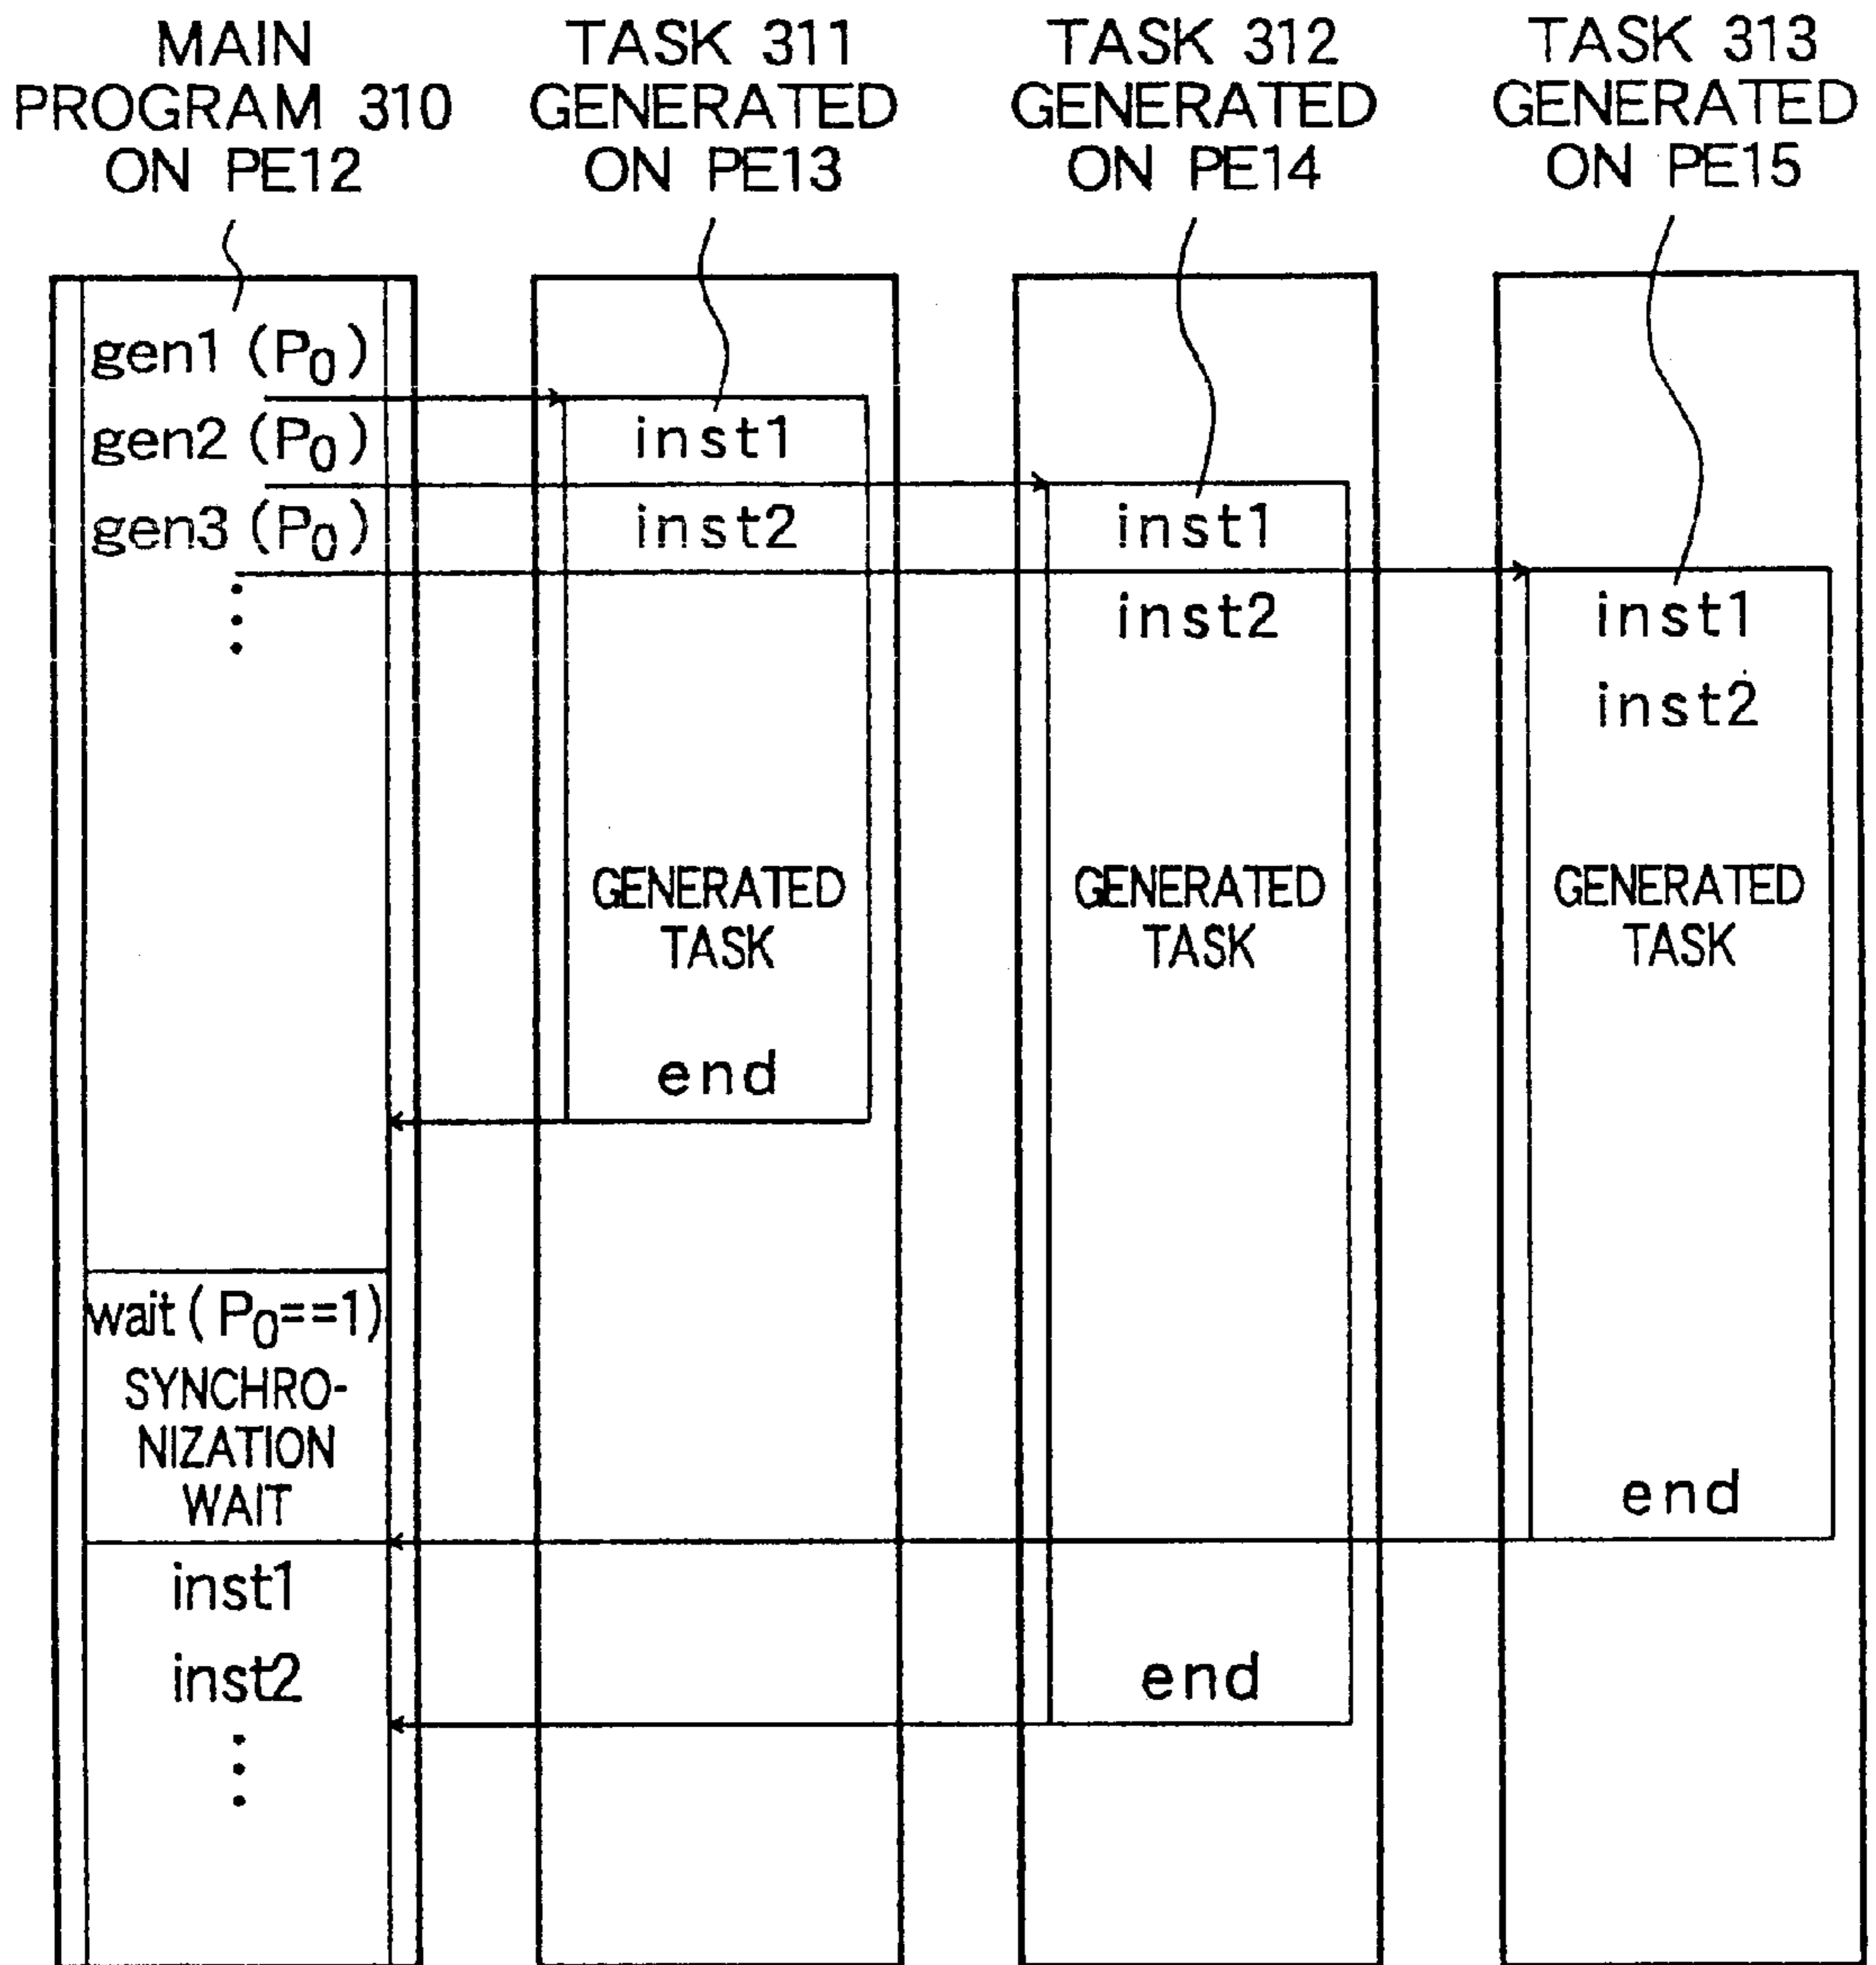 MAIN
PROGRAM 310
ON PE12
TASK 311
GENERATED
ON PE13
TASK 312
GENERATED
ON PE14
TASK 313
GENERATED
ON PE15
gen1 (P0)
gen2 (P0)
gen3 (P0)
wait (P0==1)
SYNCHRO-
NIZATION
WAIT
inst1
inst2
inst1
inst2
GENERATED
TASK
end
inst1
inst2
GENERATED
TASK
end
inst1
inst2
GENERATED
TASK
end